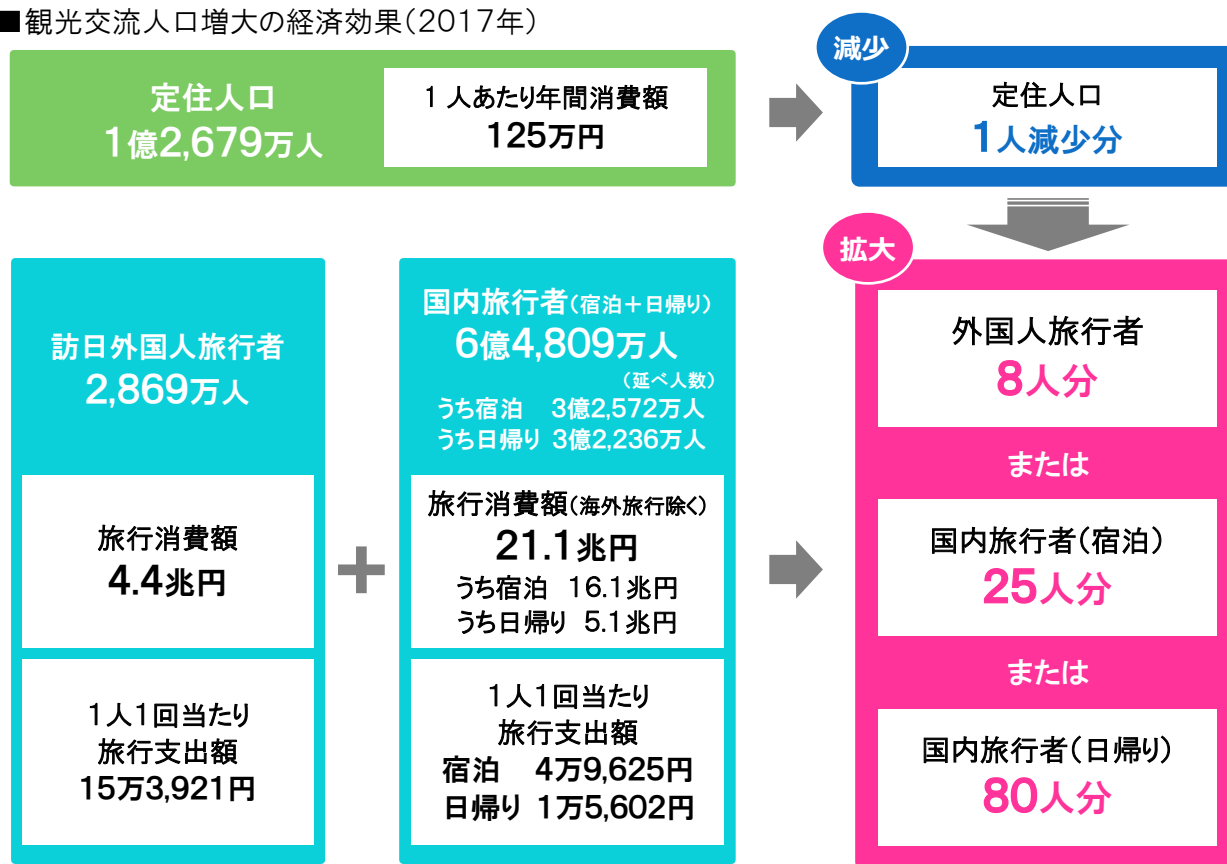 ■観光交流人口増大の経済効果(2017年)
定住人口
1億2,679万人
1人あたり年間消費額
125万円
減少
定住人口
1人減少分
訪日外国人旅行者
2,869万人
旅行消費額
4.4兆円
1人1回当たり
旅行支出額
15万3,921円
国内旅行者(宿泊+日帰り)
6億4,809万人
(延べ人数)
うち宿泊 3億2,572万人
うち日帰り 3億2,236万人
旅行消費額(海外旅行除く)
21.1兆円
うち宿泊 16.1兆円
うち日帰り 5.1兆円
1人1回当たり
旅行支出額
宿泊 4万9,625円
日帰り 1万5,602円
拡大
外国人旅行者
8人分
または
国内旅行者(宿泊)
25人分
または
国内旅行者(日帰り)
80人分